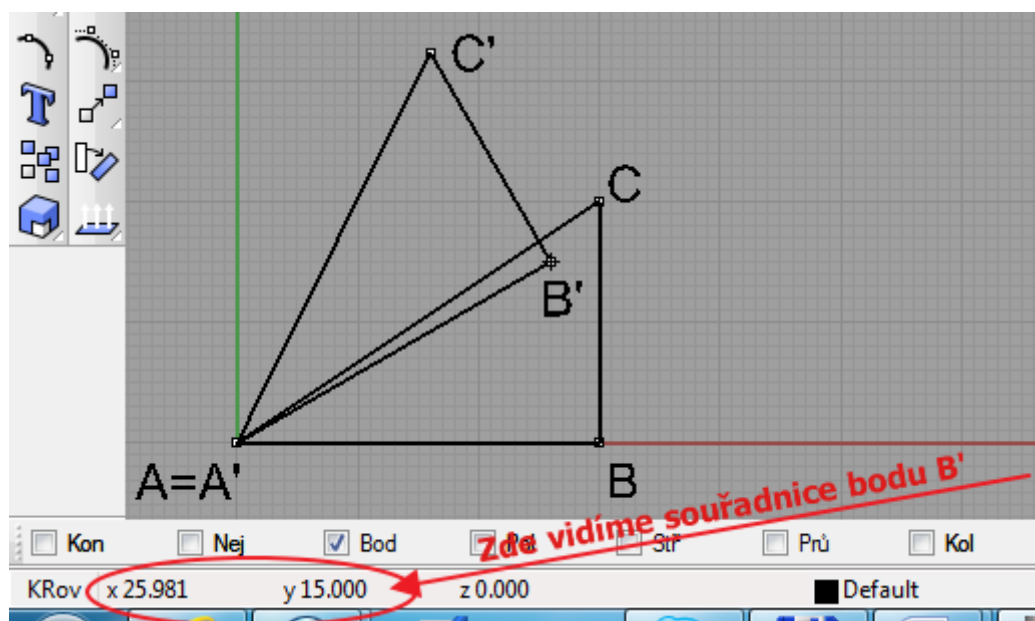 C'
C
B'
A=A'
B
Zde vidíme souřadnice bodu B'
Kon Nej Bod Stř Prů Kol
KRov x 25.981 y 15.000 z 0.000 Default